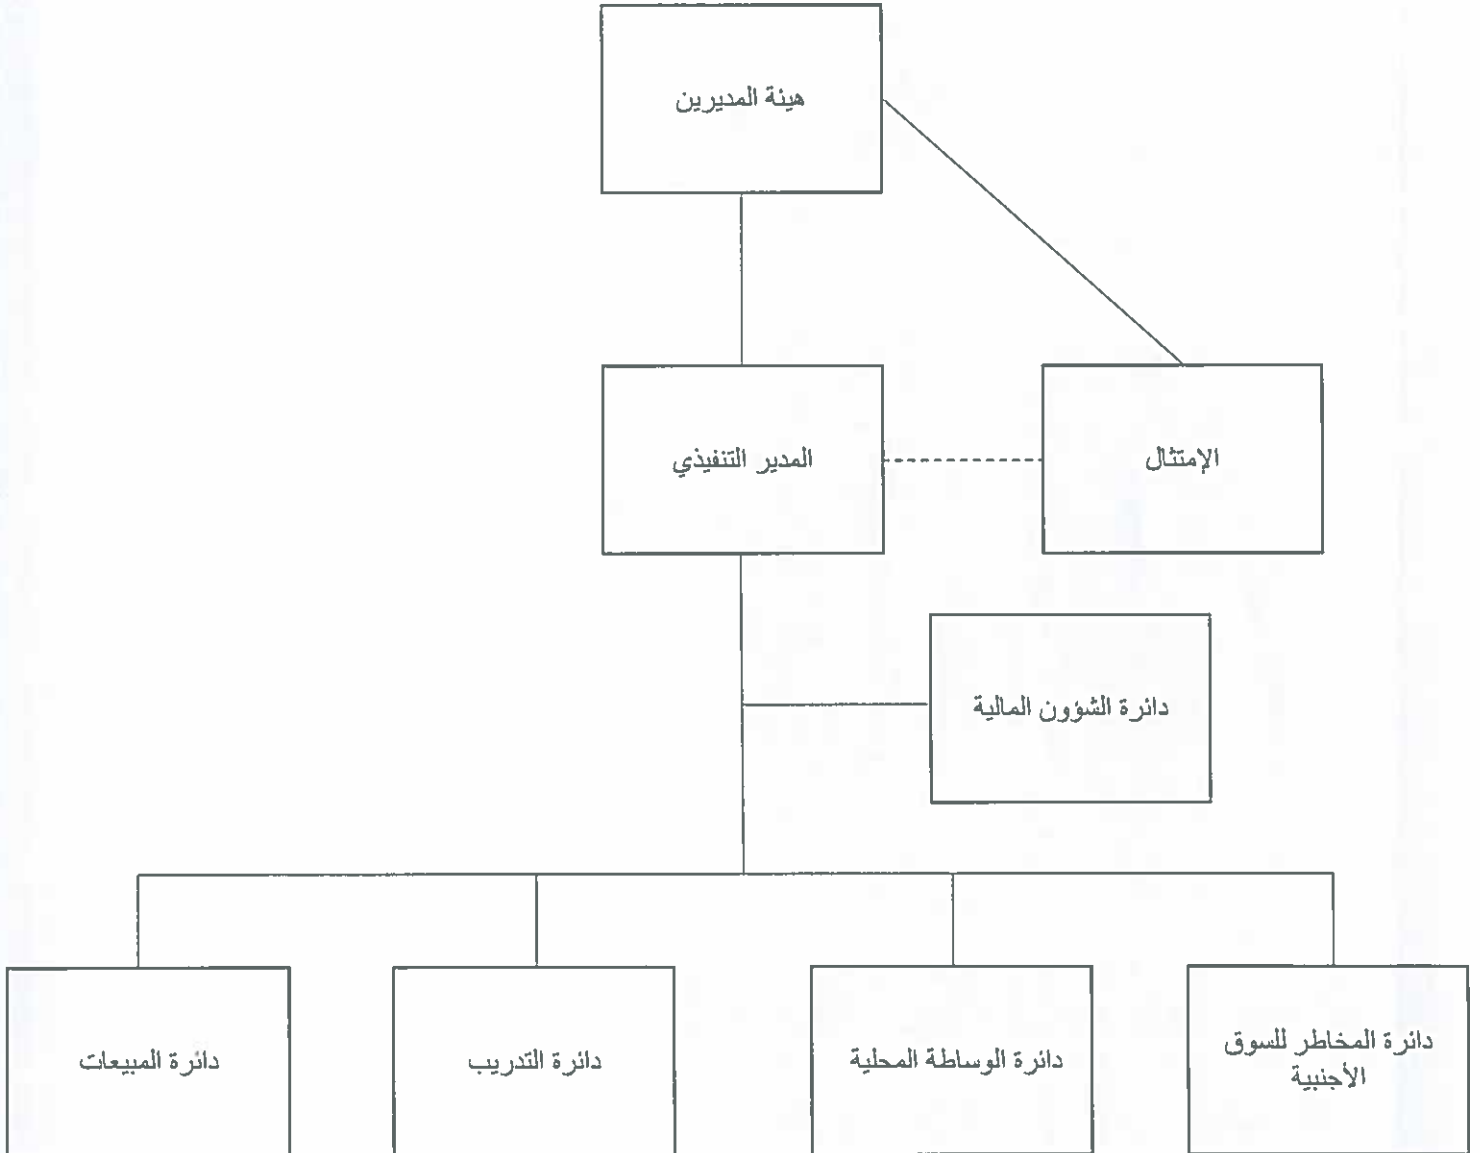 هيئة المديرين
الإمتثال
المدير التنفيذي
دائرة الشؤون المالية
دائرة المخاطر للسوق
الأجنبية
دائرة الوساطة المحلية
دائرة التدريب
دائرة المبيعات